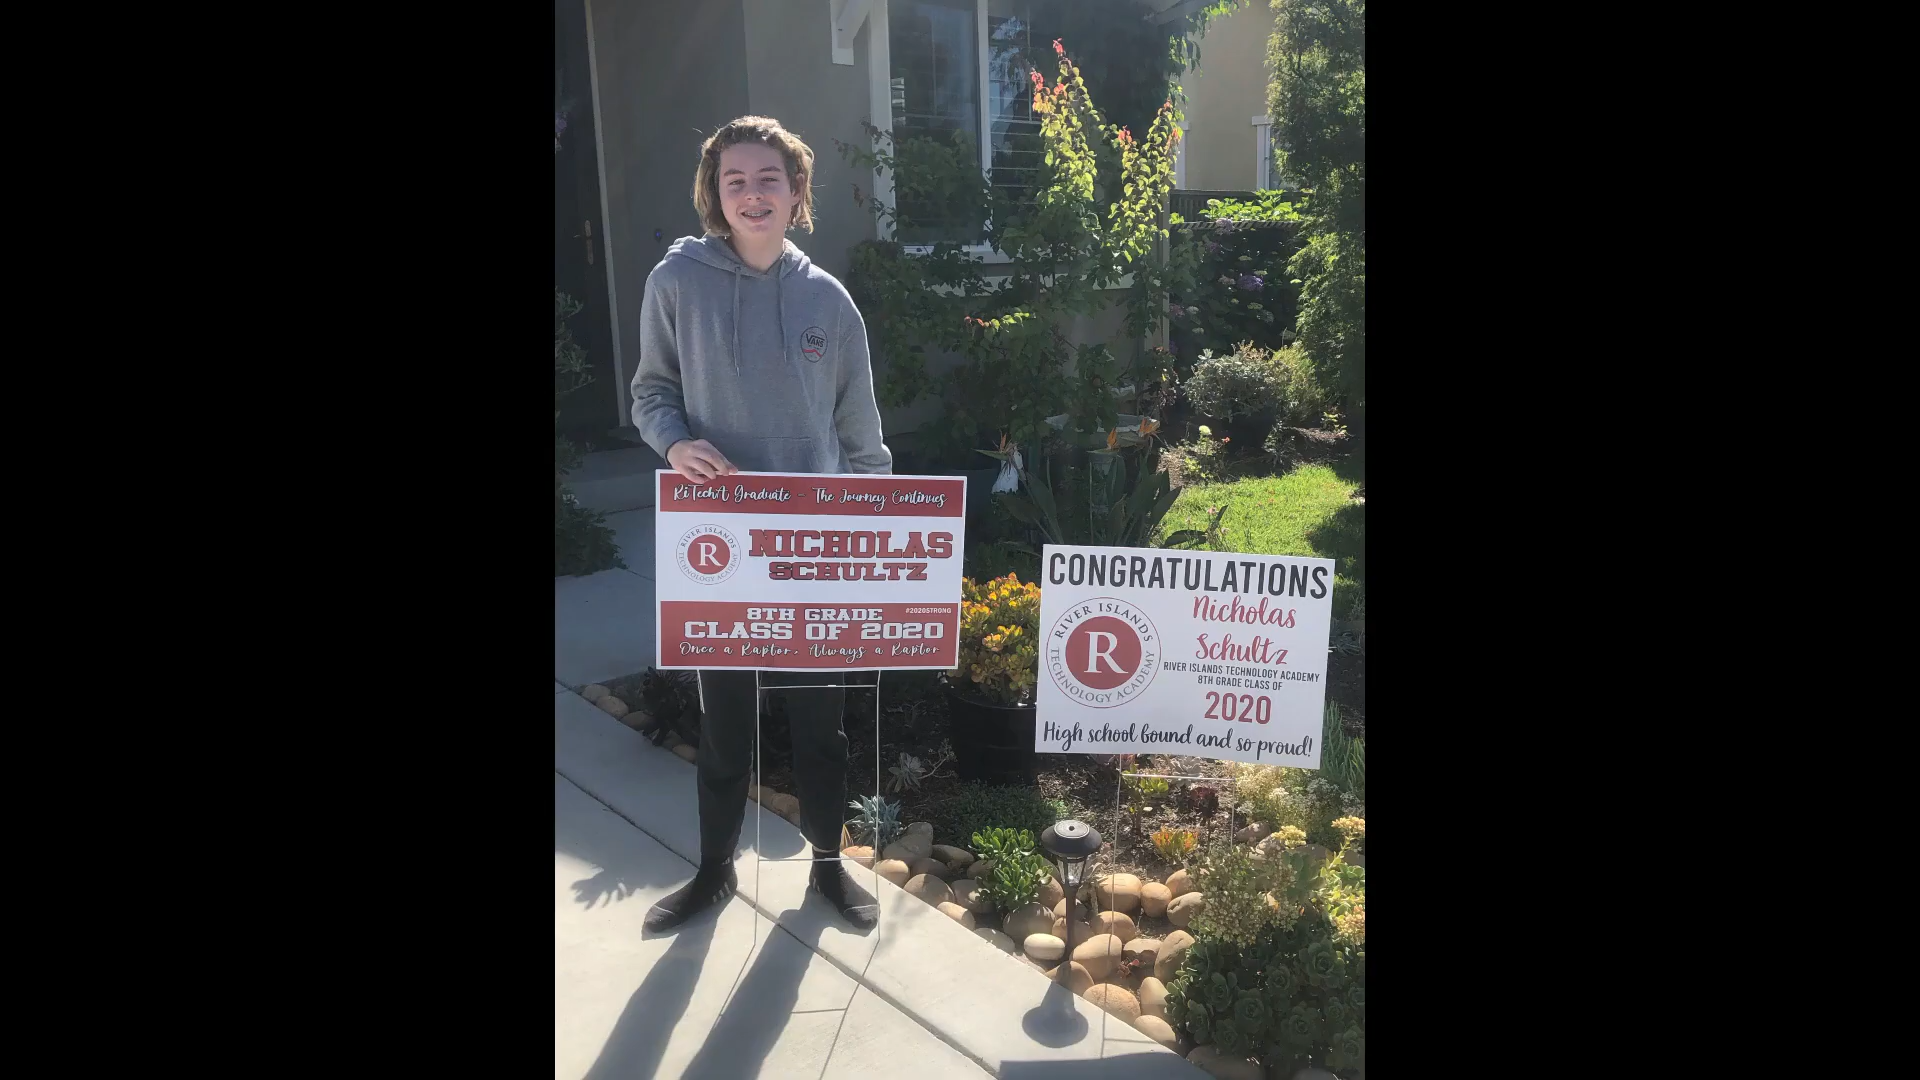 VANS
RiTechA Graduate - The Journey Continues
RIVER ISLANDS
TECHNOLOGY ACADEMY
R
NICHOLAS
SCHULTZ
8TH GRADE
#2020STRONG
CLASS OF 2020
Once a Raptor, Always a Raptor
CONGRATULATIONS
RIVER ISLANDS
TECHNOLOGY ACADEMY
R
Nicholas
Schultz
RIVER ISLANDS TECHNOLOGY ACADEMY
8TH GRADE CLASS OF
2020
High school bound and so proud!